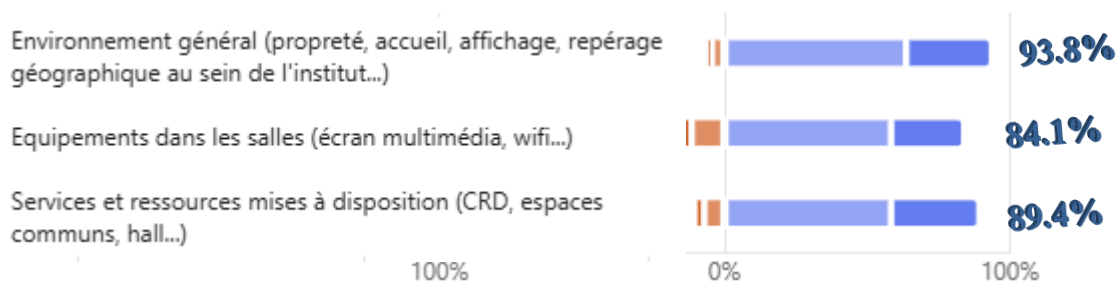 Environnement général (propreté, accueil, affichage, repérage
géographique au sein de l'institut...)
93.8%
Equipements dans les salles (écran multimédia, wifi...)
84.1%
Services et ressources mises à disposition (CRD, espaces
communs, hall...)
89.4%
100%
0%
100%